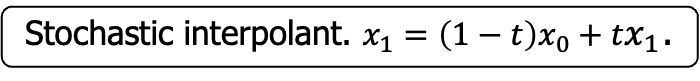 Stochastic interpolant. x₁ = (1 − t)x₀ + tx₁.